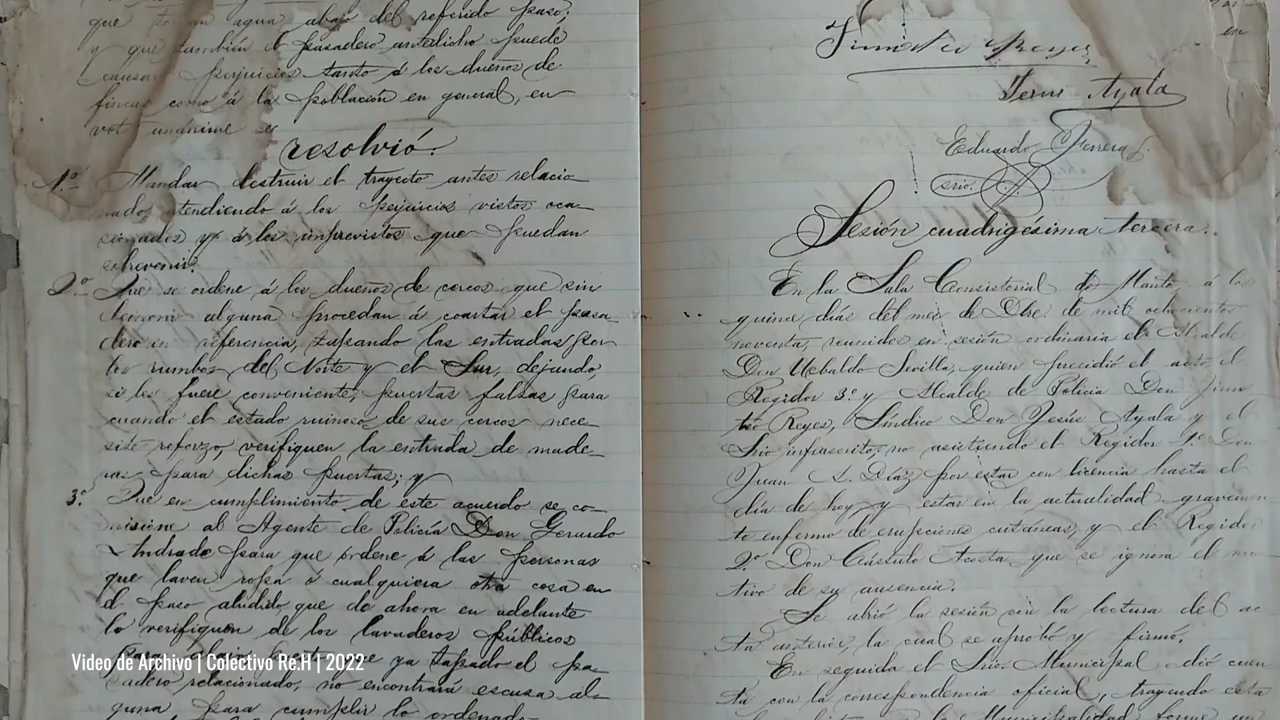 que toman agua abajo del referido paso;
y que también el pasadero antedicho puede
causar perjuicios tanto á los dueños de
fincas como á la población en general, en
voto unánime se
resolvió:
1.º Mandar destruir el trayecto antes relacio-
nado, atendiendo á los perjuicios vistos oca-
sionados y á los imprevistos que puedan
sobrevenir.
2º Que se ordene á los dueños de cercos que sin
demora alguna procedan á coartar el pasa-
dero en referencia, tapando las entradas por
los rumbos del Norte y el Sur, dejando,
si les fuere conveniente, puertas falsas para
cuando el estado ruinoso de sus cercos nece-
site reforzo, verifiquen la entrada de made-
ras para dichas puertas; y
3.º Que en cumplimiento de este acuerdo se co-
misione al Agente de Policía Don Gerardo
Andrade para que ordene á las personas
que laven ropa ó cualquiera otra cosa en
el paso aludido que de ahora en adelante
lo verifiquen de los lavaderos públicos
ya tapado el pa-
sadero relacionado, no encontrará escusa al-
guna para cumplir lo ordenado
en
Timoteo Reyes
Jesus Ayala
Eduardo Ferrera
srio.
Sesión cuadrigésima tercera.
En la Sala Consistorial de Manto, á los
quince días del mes de Dbre. de mil ochocientos
noventa, reunidos en sesión ordinaria el Alcalde
Don Ubaldo Sevilla, quien presidió el acto, el
Regidor 3.º y Alcalde de Policía Don Timo
teo Reyes, Síndico Don Jesús Ayala y el
Srio infrascrito; no asistiendo el Regidor 1.º Don
Juan A. Díaz por estar con licencia hasta el
día de hoy y estar en la actualidad gravemen
te enfermo de erupciones cutáneas, y el Regidor
2º Don Cástulo Acosta que se ignora el mo-
tivo de su ausencia.
Se abrió la sesión con la lectura del ac
ta anterior, la cual se aprobó y firmó.
En seguida el Srio. Municipal dió cuen
ta con la correspondencia oficial, trayendo esta
la Municipalidad
Video de Archivo | Colectivo Re.H | 2022